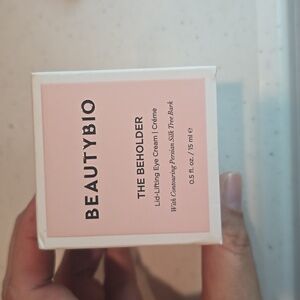 BEAUTYBIO
THE BEHOLDER
Lid-Lifting Eye Cream | Crème
With Contouring Persian Silk Tree Bark
0.5 fl. oz. / 15 ml ℮